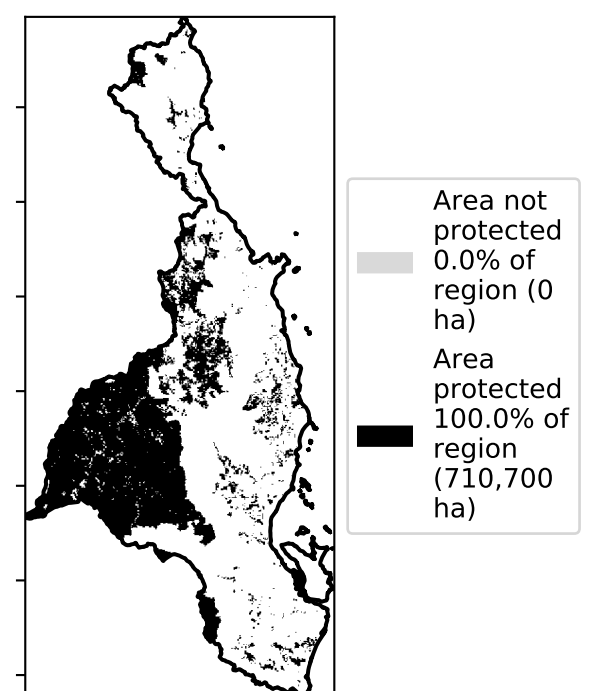 Area not
protected
0.0% of
region (0
ha)
Area
protected
100.0% of
region
(710,700
ha)